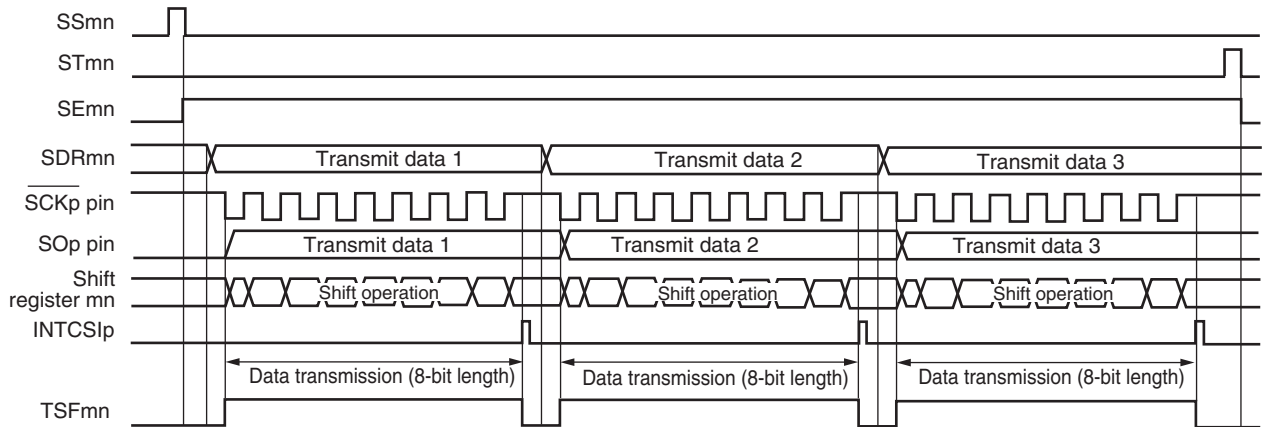 SSmn
STmn
SEmn
SDRmn Transmit data 1 Transmit data 2 Transmit data 3
SCKp pin
SOp pin Transmit data 1 Transmit data 2 Transmit data 3
Shift
register mn Shift operation Shift operation Shift operation
INTCSIp
Data transmission (8-bit length) Data transmission (8-bit length) Data transmission (8-bit length)
TSFmn